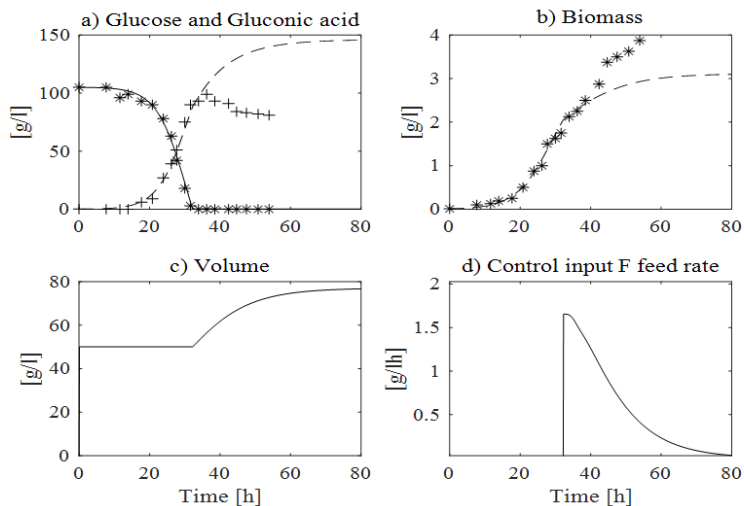 a) Glucose and Gluconic acid
150
100
50
0
[g/l]
0 20 40 60 80
b) Biomass
4
3
2
1
0
[g/l]
0 20 40 60 80
c) Volume
80
60
40
20
0
[g/l]
0 20 40 60 80
Time [h]
d) Control input F feed rate
2
1.5
1
0.5
[g/lh]
0 20 40 60 80
Time [h]